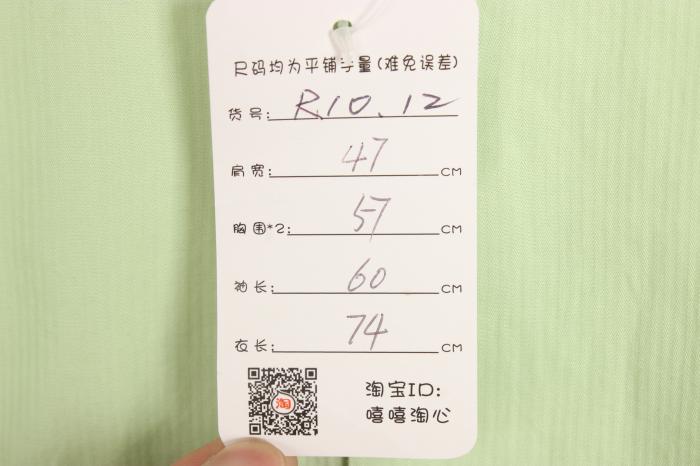 尺码均为平铺手量(难免误差)
货号: R.10.12
肩宽: 47 CM
胸围*2: 57 CM
袖长: 60 CM
衣长: 74 CM
淘
淘宝ID:
嘻嘻淘心